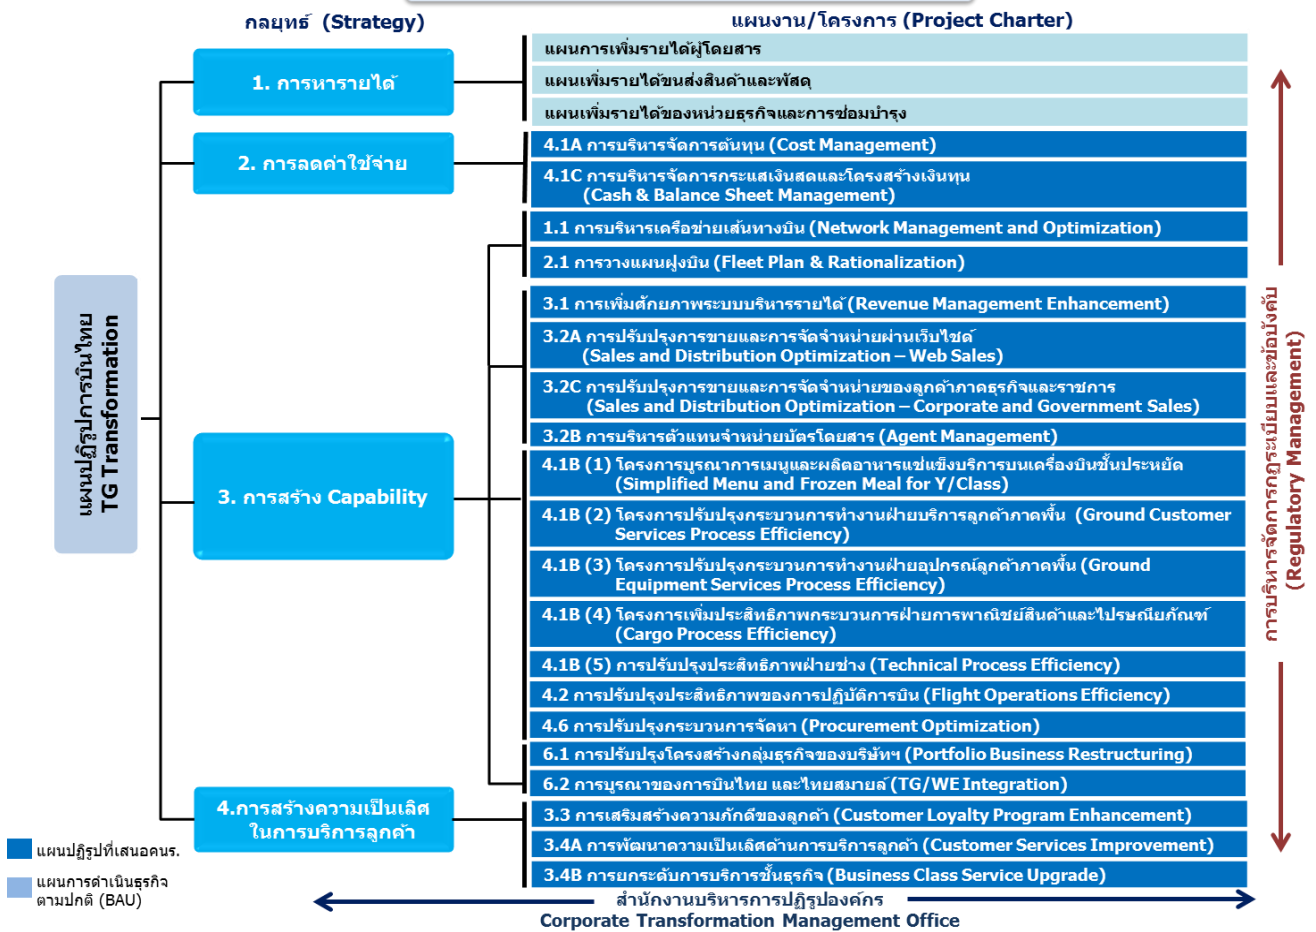 กลยุทธ์ (Strategy)
แผนงาน/โครงการ (Project Charter)
แผนปฏิรูปการบินไทย
TG Transformation
1. การหารายได้
แผนการเพิ่มรายได้ผู้โดยสาร
แผนเพิ่มรายได้ขนส่งสินค้าและพัสดุ
แผนเพิ่มรายได้ของหน่วยธุรกิจและการซ่อมบำรุง
2. การลดค่าใช้จ่าย
4.1A การบริหารจัดการต้นทุน (Cost Management)
4.1C การบริหารจัดการกระแสเงินสดและโครงสร้างเงินทุน
(Cash & Balance Sheet Management)
3. การสร้าง Capability
1.1 การบริหารเครือข่ายเส้นทางบิน (Network Management and Optimization)
2.1 การวางแผนฝูงบิน (Fleet Plan & Rationalization)
3.1 การเพิ่มศักยภาพระบบบริหารรายได้ (Revenue Management Enhancement)
3.2A การปรับปรุงการขายและการจัดจำหน่ายผ่านเว็บไซต์
(Sales and Distribution Optimization – Web Sales)
3.2C การปรับปรุงการขายและการจัดจำหน่ายของลูกค้าภาคธุรกิจและราชการ
(Sales and Distribution Optimization – Corporate and Government Sales)
3.2B การบริหารตัวแทนจำหน่ายบัตรโดยสาร (Agent Management)
4.1B (1) โครงการบูรณาการเมนูและผลิตอาหารแช่แข็งบริการบนเครื่องบินชั้นประหยัด
(Simplified Menu and Frozen Meal for Y/Class)
4.1B (2) โครงการปรับปรุงกระบวนการทำงานฝ่ายบริการลูกค้าภาคพื้น (Ground Customer
Services Process Efficiency)
4.1B (3) โครงการปรับปรุงกระบวนการทำงานฝ่ายอุปกรณ์ลูกค้าภาคพื้น (Ground
Equipment Services Process Efficiency)
4.1B (4) โครงการเพิ่มประสิทธิภาพกระบวนการฝ่ายการพาณิชย์สินค้าและไปรษณียภัณฑ์
(Cargo Process Efficiency)
4.1B (5) การปรับปรุงประสิทธิภาพฝ่ายช่าง (Technical Process Efficiency)
4.2 การปรับปรุงประสิทธิภาพของการปฏิบัติการบิน (Flight Operations Efficiency)
4.6 การปรับปรุงกระบวนการจัดหา (Procurement Optimization)
6.1 การปรับปรุงโครงสร้างกลุ่มธุรกิจของบริษัทฯ (Portfolio Business Restructuring)
6.2 การบูรณาของการบินไทย และไทยสมายล์ (TG/WE Integration)
4.การสร้างความเป็นเลิศ
ในการบริการลูกค้า
3.3 การเสริมสร้างความภักดีของลูกค้า (Customer Loyalty Program Enhancement)
3.4A การพัฒนาความเป็นเลิศด้านการบริการลูกค้า (Customer Services Improvement)
3.4B การยกระดับการบริการชั้นธุรกิจ (Business Class Service Upgrade)
การบริหารจัดการกฎระเบียบและข้อบังคับ
(Regulatory Management)
แผนปฏิรูปที่เสนอคนร.
แผนการดำเนินธุรกิจ
ตามปกติ (BAU)
สำนักงานบริหารการปฏิรูปองค์กร
Corporate Transformation Management Office